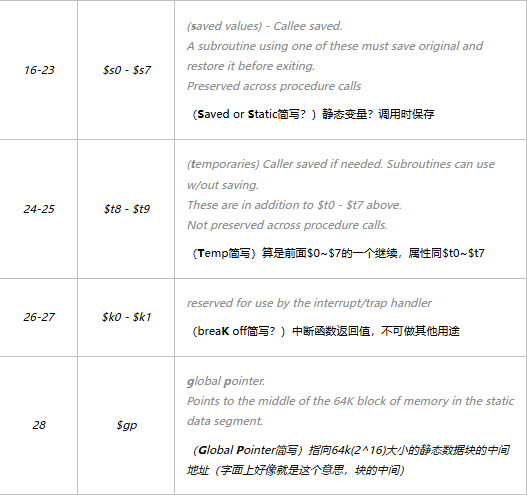 16-23
$s0 - $s7
(saved values) - Callee saved.
A subroutine using one of these must save original and
restore it before exiting.
Preserved across procedure calls
（Saved or Static简写？）静态变量？调用时保存
24-25
$t8 - $t9
(temporaries) Caller saved if needed. Subroutines can use
w/out saving.
These are in addition to $t0 - $t7 above.
Not preserved across procedure calls.
（Temp简写）算是前面$0~$7的一个继续，属性同$t0~$t7
26-27
$k0 - $k1
reserved for use by the interrupt/trap handler
（breaK off简写？）中断函数返回值，不可做其他用途
28
$gp
global pointer.
Points to the middle of the 64K block of memory in the static
data segment.
（Global Pointer简写）指向64k(2^16)大小的静态数据块的中间
地址（字面上好像就是这个意思，块的中间）